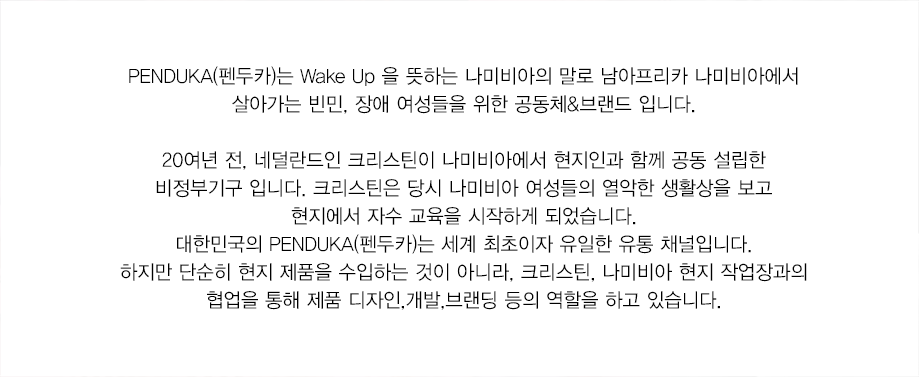 PENDUKA(펜두카)는 Wake Up 을 뜻하는 나미비아의 말로 남아프리카 나미비아에서
살아가는 빈민, 장애 여성들을 위한 공동체&브랜드 입니다.
20여년 전, 네덜란드인 크리스틴이 나미비아에서 현지인과 함께 공동 설립한
비정부기구 입니다. 크리스틴은 당시 나미비아 여성들의 열악한 생활상을 보고
현지에서 자수 교육을 시작하게 되었습니다.
대한민국의 PENDUKA(펜두카)는 세계 최초이자 유일한 유통 채널입니다.
하지만 단순히 현지 제품을 수입하는 것이 아니라, 크리스틴, 나미비아 현지 작업장과의
협업을 통해 제품 디자인,개발,브랜딩 등의 역할을 하고 있습니다.